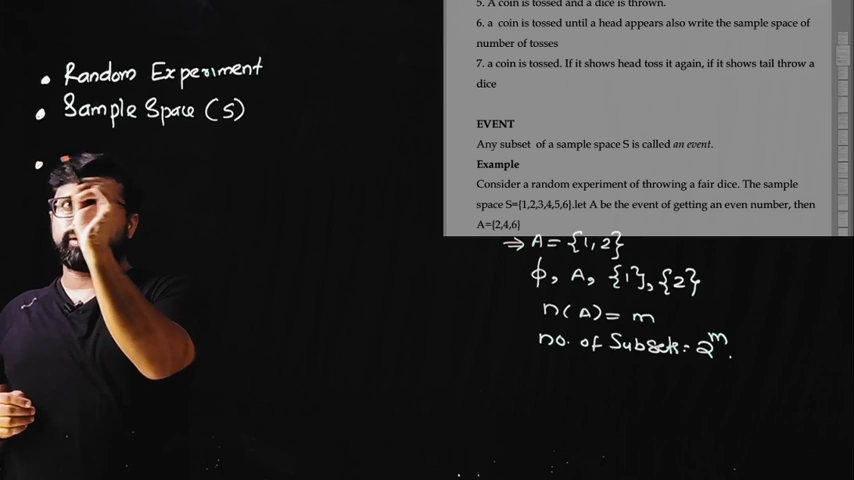 5. A coin is tossed and a dice is thrown.
6. a coin is tossed until a head appears also write the sample space of
number of tosses
7. a coin is tossed. If it shows head toss it again, if it shows tail throw a
dice
EVENT
Any subset of a sample space S is called an event.
Example
Consider a random experiment of throwing a fair dice. The sample
space S={1,2,3,4,5,6}.let A be the event of getting an even number, then
A={2,4,6}
• Random Experiment
• Sample Space (S)
•
⇒ A = {1,2}
ϕ, A, {1}, {2}
n(A) = m
no. of Subsets = 2^m.